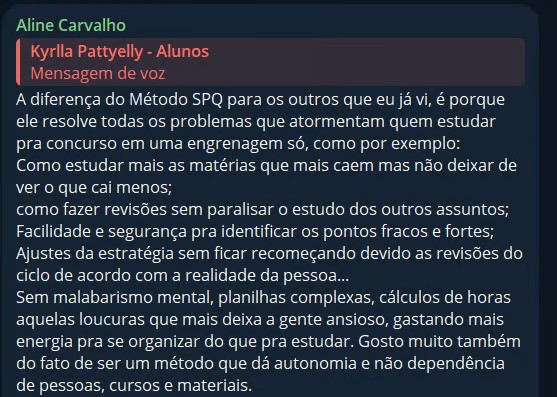 Aline Carvalho
Kyrlla Pattyelly - Alunos
Mensagem de voz
A diferença do Método SPQ para os outros que eu já vi, é porque
ele resolve todas os problemas que atormentam quem estudar
pra concurso em uma engrenagem só, como por exemplo:
Como estudar mais as matérias que mais caem mas não deixar de
ver o que cai menos;
como fazer revisões sem paralisar o estudo dos outros assuntos;
Facilidade e segurança pra identificar os pontos fracos e fortes;
Ajustes da estratégia sem ficar recomeçando devido as revisões do
ciclo de acordo com a realidade da pessoa...
Sem malabarismo mental, planilhas complexas, cálculos de horas
aquelas loucuras que mais deixa a gente ansioso, gastando mais
energia pra se organizar do que pra estudar. Gosto muito também
do fato de ser um método que dá autonomia e não dependência
de pessoas, cursos e materiais.